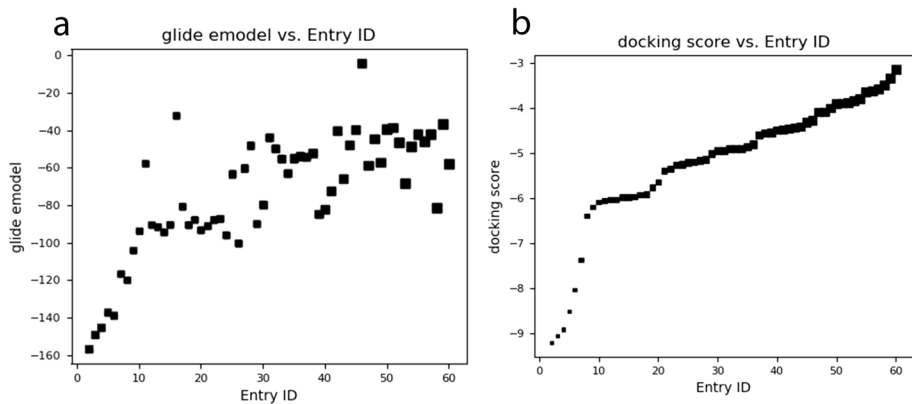 a
glide emodel vs. Entry ID
glide emodel
0
−20
−40
−60
−80
−100
−120
−140
−160
0 10 20 30 40 50 60
Entry ID
b
docking score vs. Entry ID
docking score
−3
−4
−5
−6
−7
−8
−9
0 10 20 30 40 50 60
Entry ID